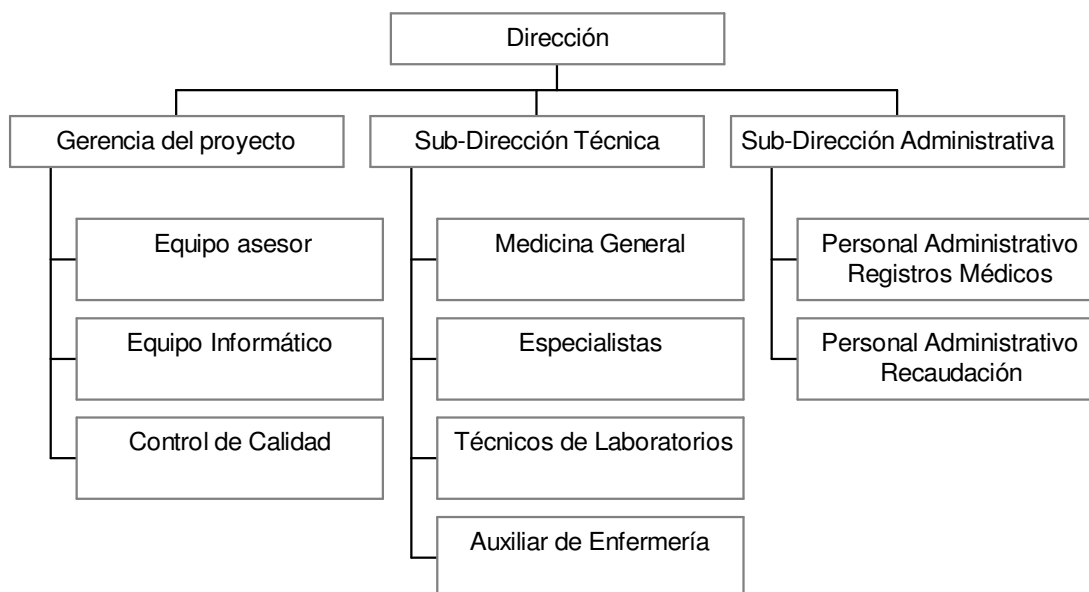 Dirección
Gerencia del proyecto
Sub-Dirección Técnica
Sub-Dirección Administrativa
Equipo asesor
Equipo Informático
Control de Calidad
Medicina General
Especialistas
Técnicos de Laboratorios
Auxiliar de Enfermería
Personal Administrativo
Registros Médicos
Personal Administrativo
Recaudación